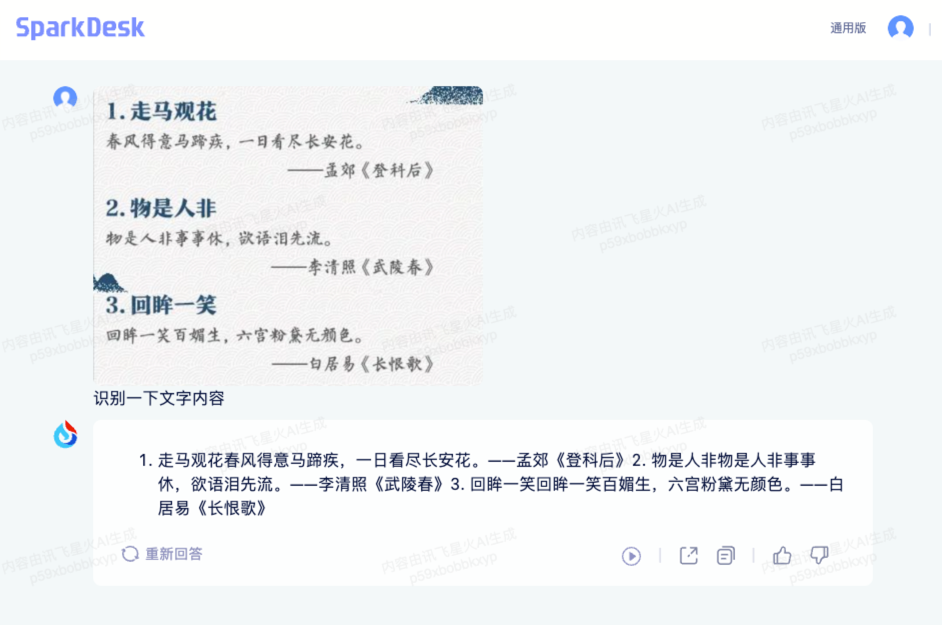 SparkDesk
通用版
1.走马观花
春风得意马蹄疾，一日看尽长安花。
——孟郊《登科后》
2.物是人非
物是人非事事休，欲语泪先流。
——李清照《武陵春》
3.回眸一笑
回眸一笑百媚生，六宫粉黛无颜色。
——白居易《长恨歌》
识别一下文字内容
1. 走马观花春风得意马蹄疾，一日看尽长安花。——孟郊《登科后》2. 物是人非物是人非事事
休，欲语泪先流。——李清照《武陵春》3. 回眸一笑回眸一笑百媚生，六宫粉黛无颜色。——白
居易《长恨歌》
重新回答
内容由讯飞星火AI生成
p59xbobbkxyp